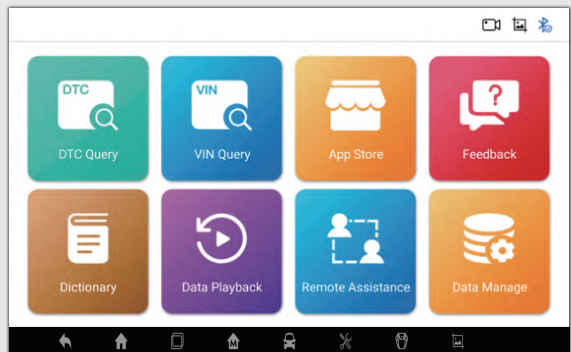 DTC
VIN
?
DTC Query
VIN Query
App Store
Feedback
Dictionary
Data Playback
Remote Assistance
Data Manage
M